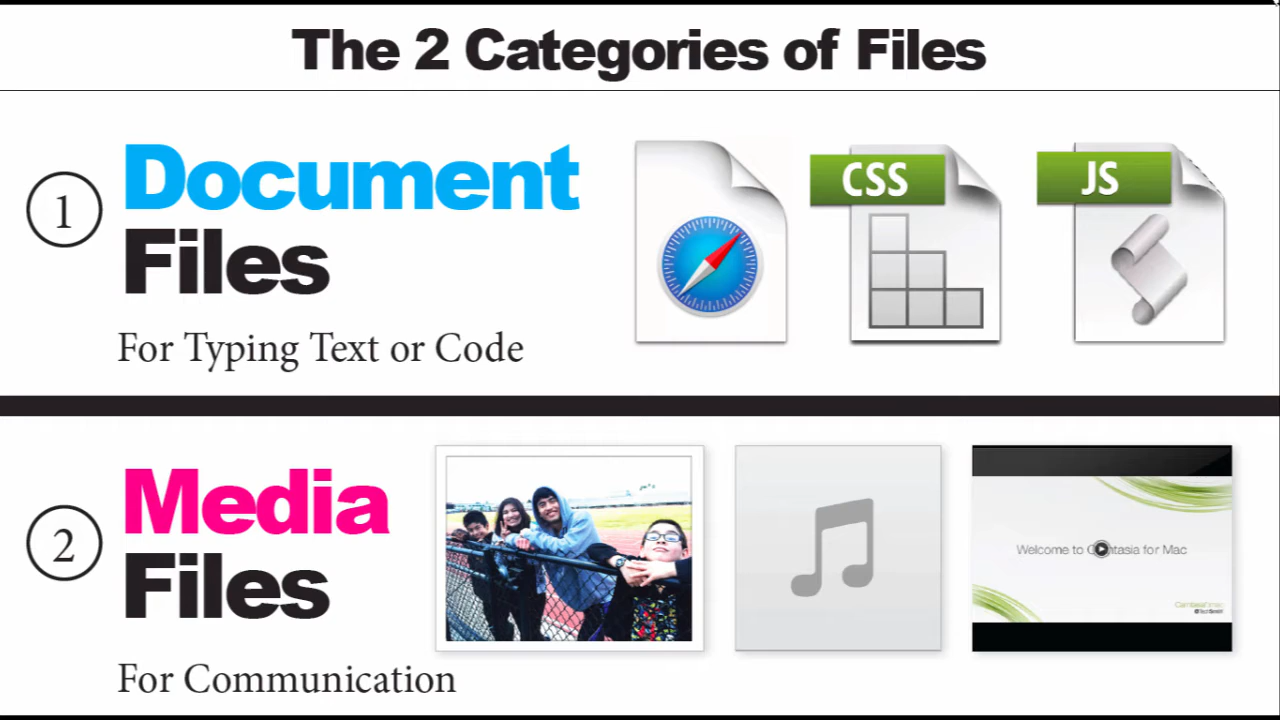 The 2 Categories of Files
1
Document
Files
For Typing Text or Code
CSS
JS
2
Media
Files
For Communication
Welcome to Camtasia for Mac